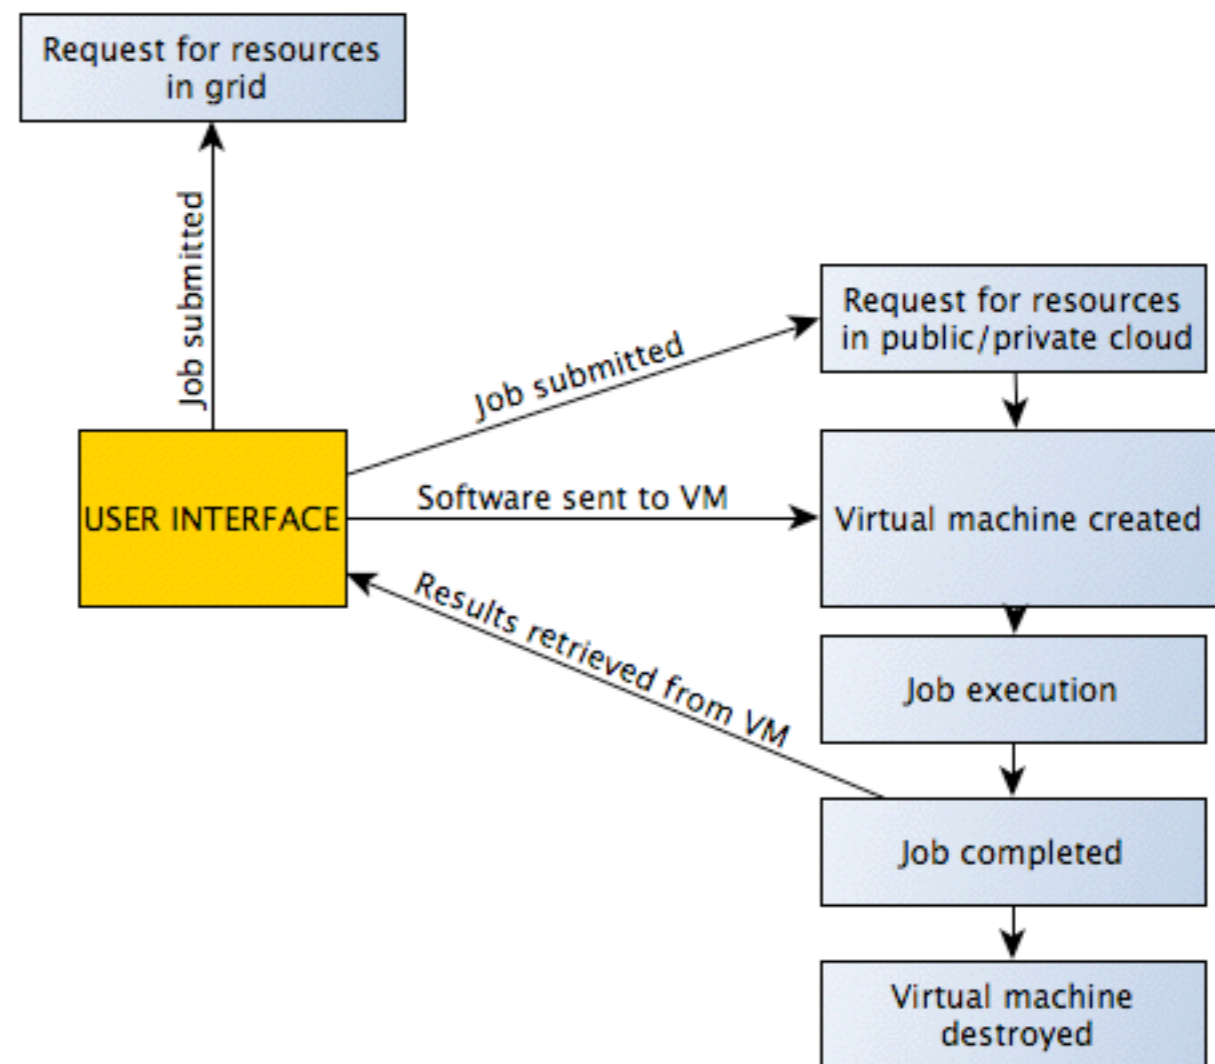 Request for resources
in grid
Job submitted
Request for resources
in public/private cloud
Job submitted
USER INTERFACE
Software sent to VM
Virtual machine created
Results retrieved from VM
Job execution
Job completed
Virtual machine
destroyed